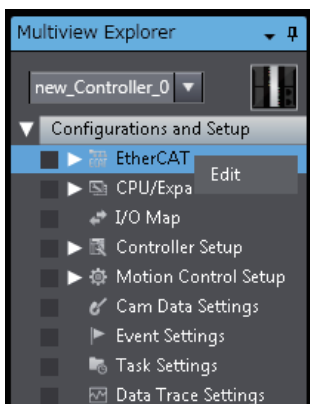 Multiview Explorer
new_Controller_0
Configurations and Setup
EtherCAT
Edit
CPU/Expa
I/O Map
Controller Setup
Motion Control Setup
Cam Data Settings
Event Settings
Task Settings
Data Trace Settings